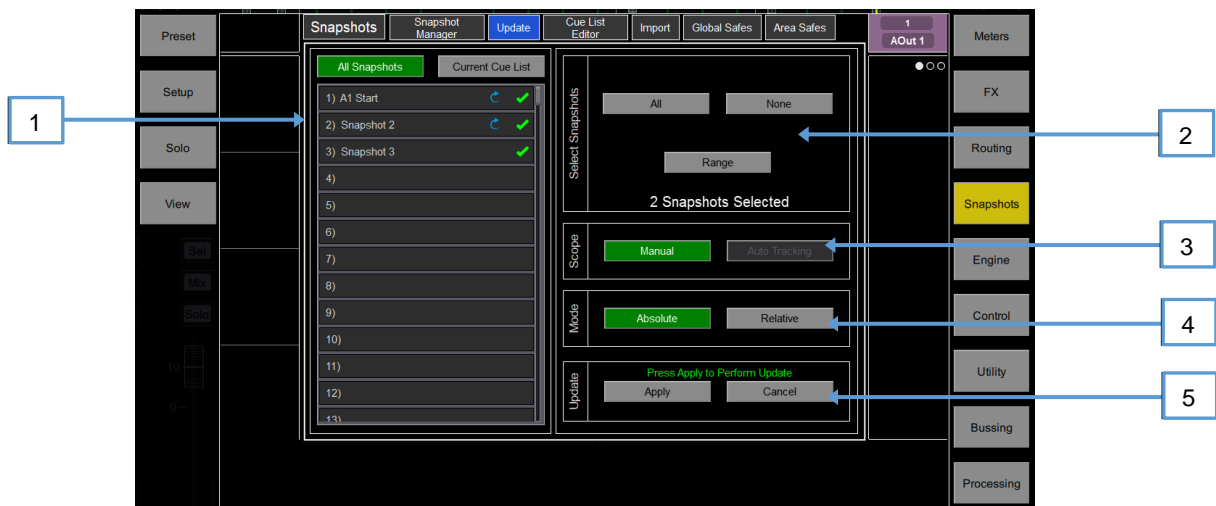 Preset
Setup
Solo
View
Sel
Mix
Solo
10
0
Snapshots
Snapshot
Manager
Update
Cue List
Editor
Import
Global Safes
Area Safes
1
AOut 1
All Snapshots
Current Cue List
1) A1 Start
2) Snapshot 2
3) Snapshot 3
4)
5)
6)
7)
8)
9)
10)
11)
12)
13)
Select Snapshots
All
None
Range
2 Snapshots Selected
Scope
Manual
Auto Tracking
Mode
Absolute
Relative
Update
Press Apply to Perform Update
Apply
Cancel
Meters
FX
Routing
Snapshots
Engine
Control
Utility
Bussing
Processing
1
2
3
4
5